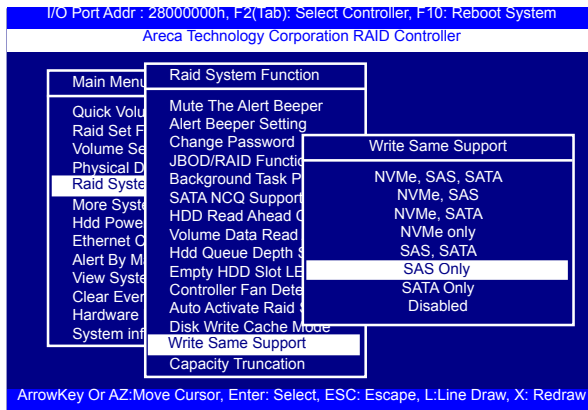 I/O Port Addr : 28000000h, F2(Tab): Select Controller, F10: Reboot System
Areca Technology Corporation RAID Controller
Main Menu
Quick Volu
Raid Set F
Volume Se
Physical D
Raid Syste
More Syste
Hdd Powe
Ethernet C
Alert By M
View Syste
Clear Even
Hardware
System inf
Raid System Function
Mute The Alert Beeper
Alert Beeper Setting
Change Password
JBOD/RAID Functio
Background Task P
SATA NCQ Support
HDD Read Ahead C
Volume Data Read
Hdd Queue Depth S
Empty HDD Slot LE
Controller Fan Dete
Auto Activate Raid S
Disk Write Cache Mode
Write Same Support
Capacity Truncation
Write Same Support
NVMe, SAS, SATA
NVMe, SAS
NVMe, SATA
NVMe only
SAS, SATA
SAS Only
SATA Only
Disabled
ArrowKey Or AZ:Move Cursor, Enter: Select, ESC: Escape, L:Line Draw, X: Redraw